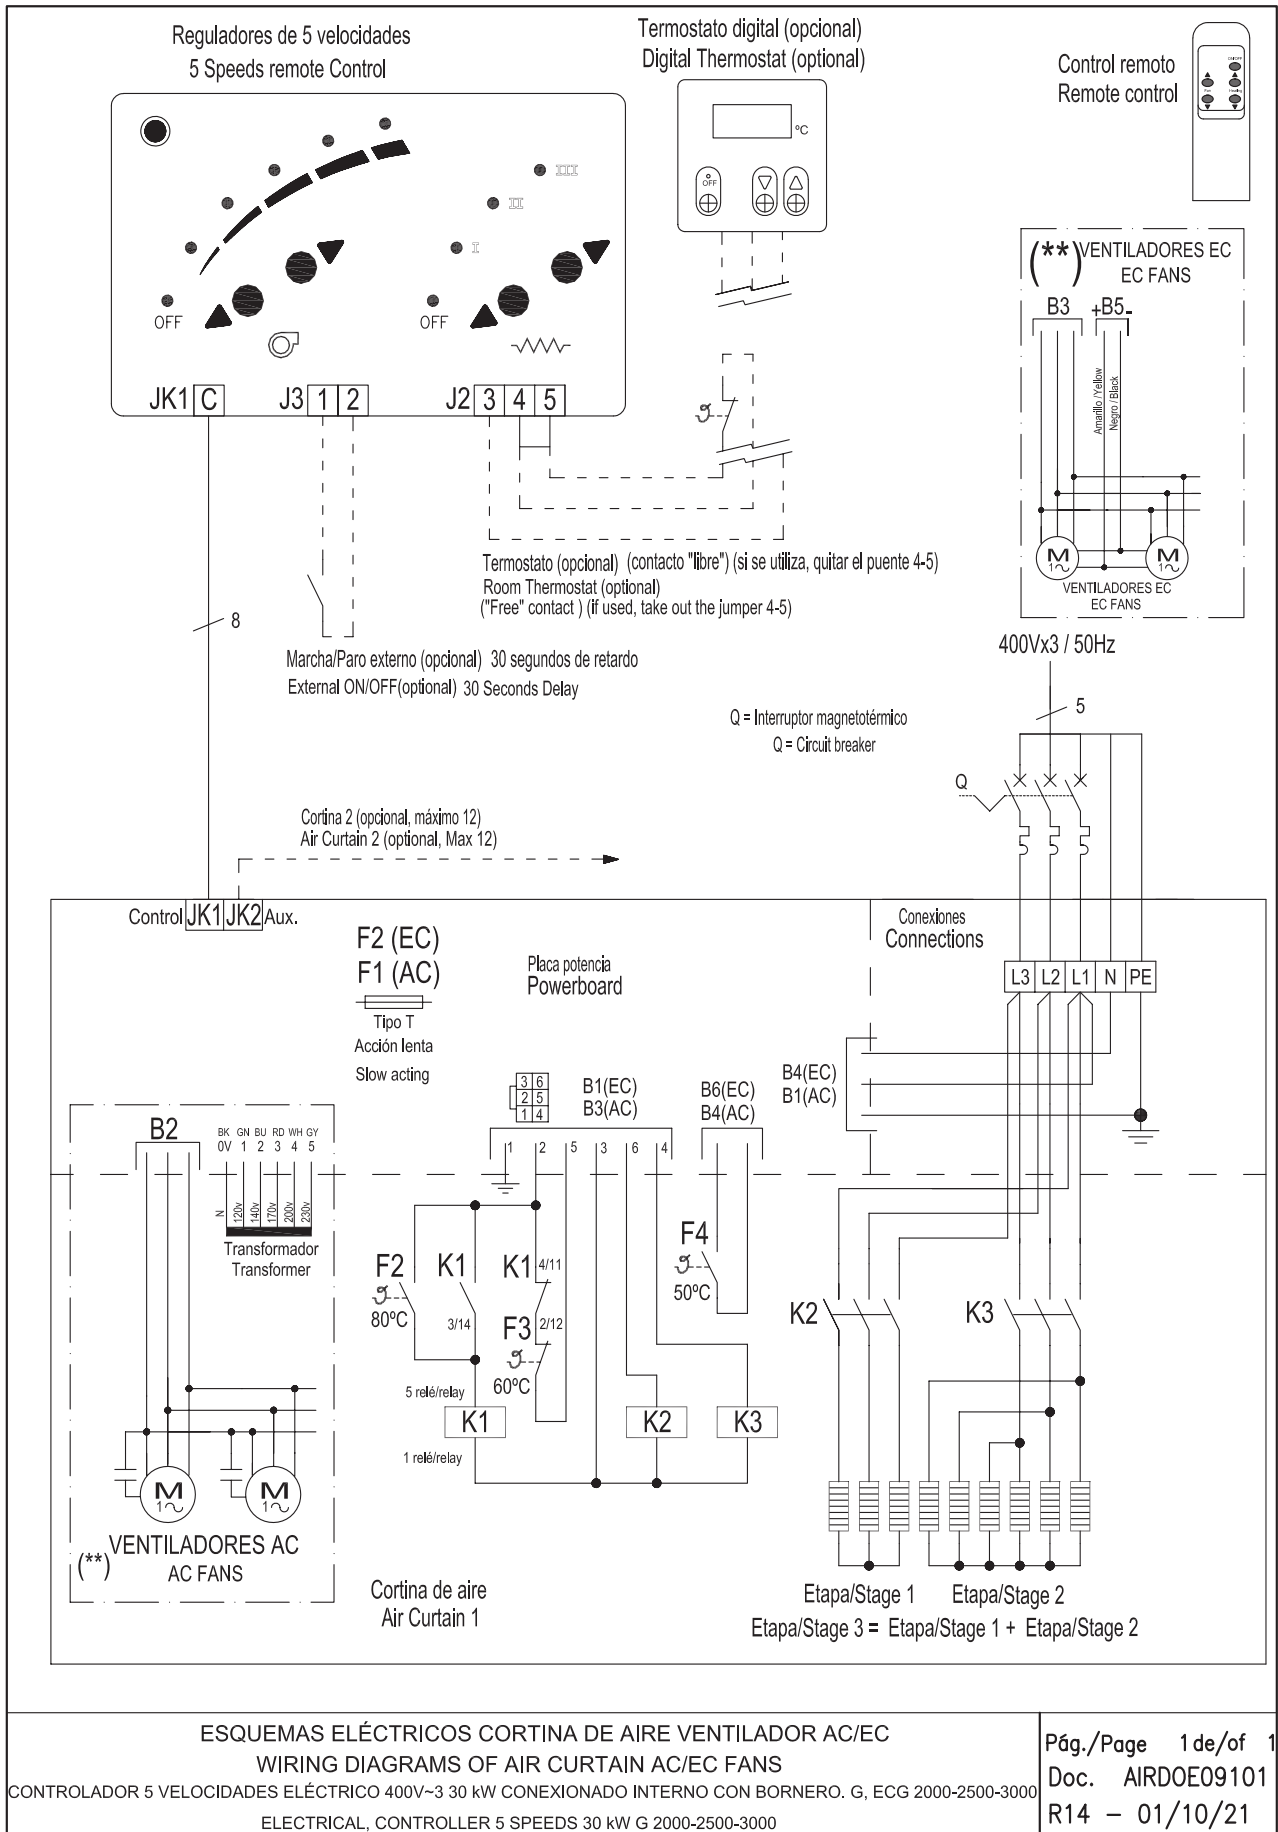 Reguladores de 5 velocidades
5 Speeds remote Control
Termostato digital (opcional)
Digital Thermostat (optional)
Control remoto
Remote control
ON/OFF
Fan
Heating
ºC
OFF
III
II
I
OFF
OFF
JK1 C
J3 1 2
J2 3 4 5
(**) VENTILADORES EC
EC FANS
B3
+B5-
Amarillo /Yellow
Negro / Black
M
1
M
1
VENTILADORES EC
EC FANS
Termostato (opcional) (contacto "libre") (si se utiliza, quitar el puente 4-5)
Room Thermostat (optional)
("Free" contact ) (if used, take out the jumper 4-5)
8
Marcha/Paro externo (opcional) 30 segundos de retardo
External ON/OFF(optional) 30 Seconds Delay
400Vx3 / 50Hz
5
Q = Interruptor magnetotérmico
Q = Circuit breaker
Q
Cortina 2 (opcional, máximo 12)
Air Curtain 2 (optional, Max 12)
Control JK1 JK2 Aux.
F2 (EC)
F1 (AC)
Tipo T
Acción lenta
Slow acting
Placa potencia
Powerboard
Conexiones
Connections
L3 L2 L1 N PE
3 6
2 5
1 4
B1(EC)
B3(AC)
B6(EC)
B4(AC)
B4(EC)
B1(AC)
1 2 5 3 6 4
B2
BK GN BU RD WH GY
0V 1 2 3 4 5
N 120v 140v 170v 200v 230v
Transformador
Transformer
F2
80ºC
K1
3/14
K1
4/11
F3
2/12
60ºC
F4
50ºC
K2
K3
5 relé/relay
K1
1 relé/relay
K2
K3
M
1
M
1
VENTILADORES AC
(**)
AC FANS
Cortina de aire
Air Curtain 1
Etapa/Stage 1
Etapa/Stage 2
Etapa/Stage 3 = Etapa/Stage 1 + Etapa/Stage 2
ESQUEMAS ELÉCTRICOS CORTINA DE AIRE VENTILADOR AC/EC
WIRING DIAGRAMS OF AIR CURTAIN AC/EC FANS
CONTROLADOR 5 VELOCIDADES ELÉCTRICO 400V~3 30 kW CONEXIONADO INTERNO CON BORNERO. G, ECG 2000-2500-3000
ELECTRICAL, CONTROLLER 5 SPEEDS 30 kW G 2000-2500-3000
Pág./Page 1 de/of 1
Doc. AIRDOE09101
R14 - 01/10/21